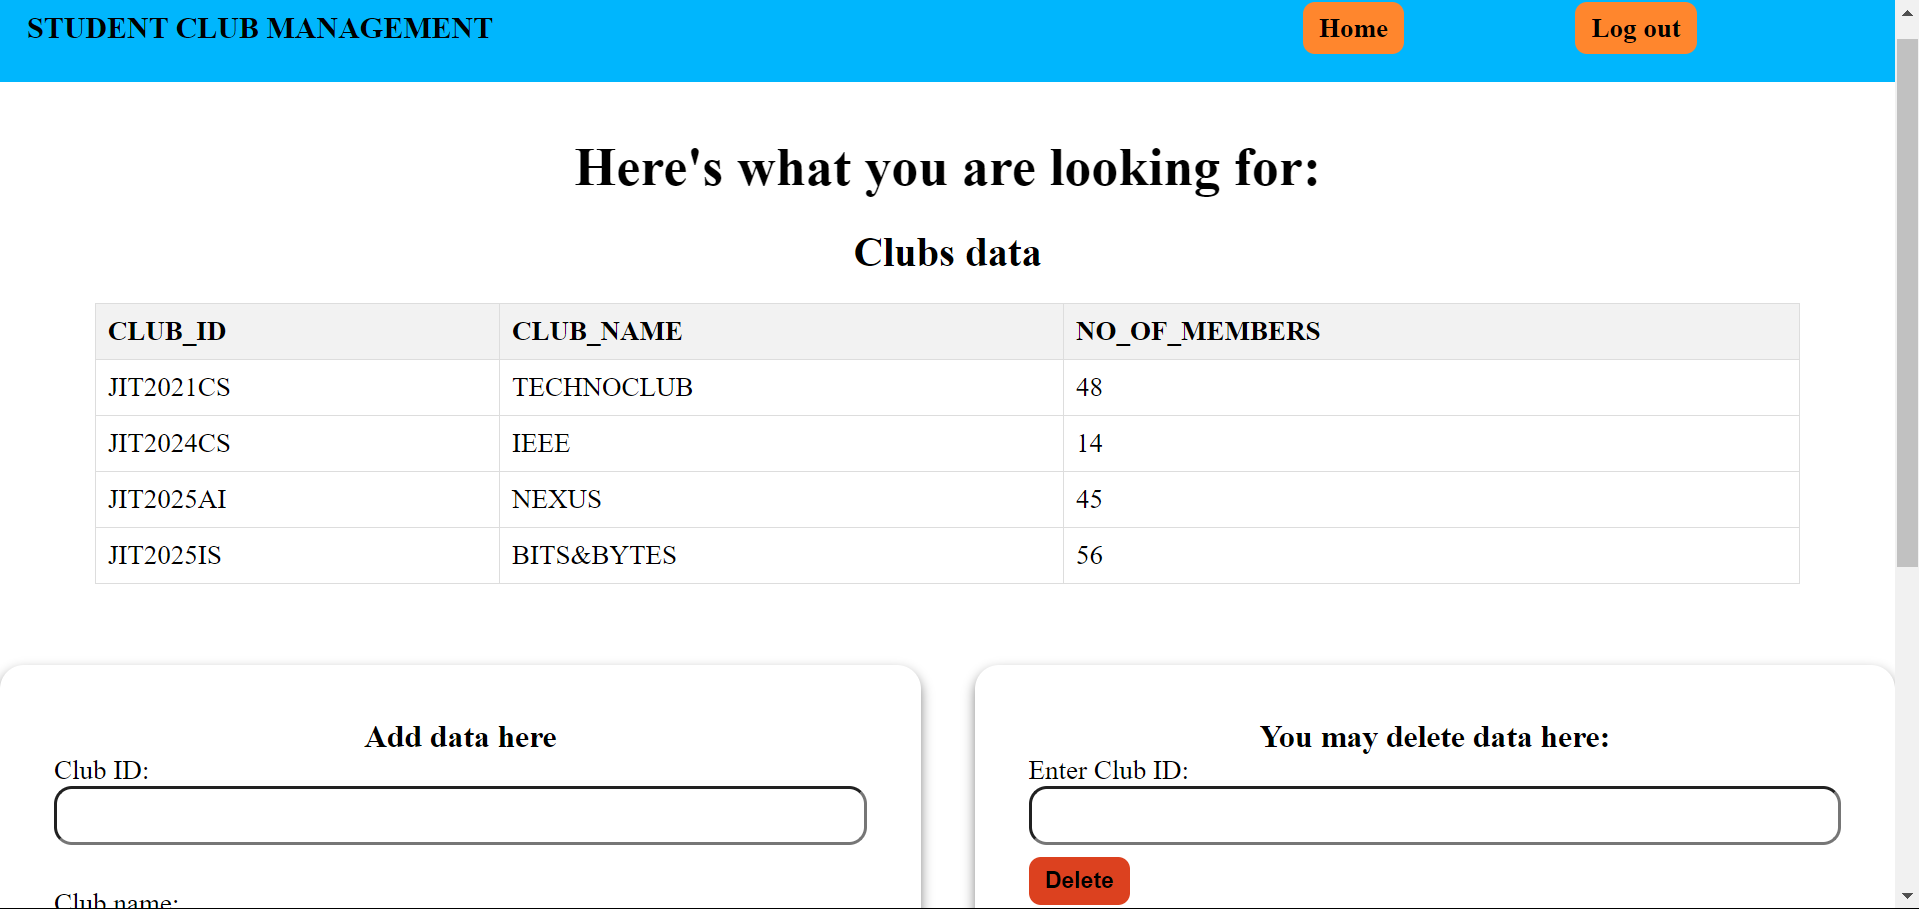 STUDENT CLUB MANAGEMENT Home Log out
Here's what you are looking for:
Clubs data
CLUB_ID CLUB_NAME NO_OF_MEMBERS
JIT2021CS TECHNOCLUB 48
JIT2024CS IEEE 14
JIT2025AI NEXUS 45
JIT2025IS BITS&BYTES 56
Add data here
Club ID:
Club name:
You may delete data here:
Enter Club ID:
Delete